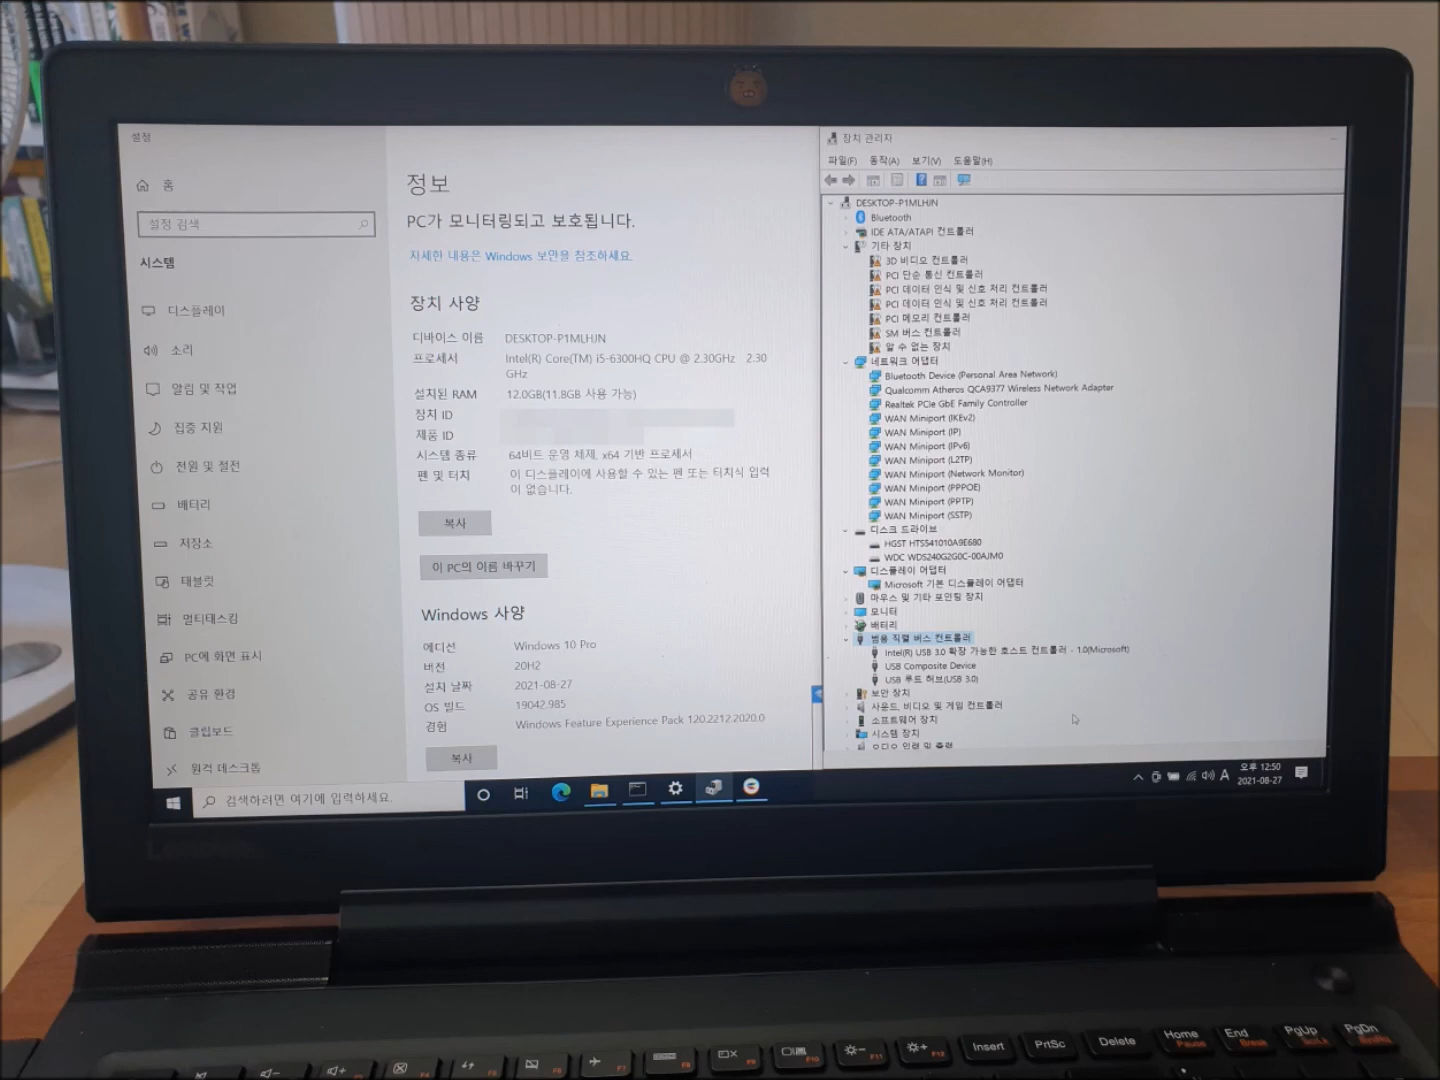 설정
홈
설정 검색
시스템
디스플레이
소리
알림 및 작업
집중 지원
전원 및 절전
배터리
저장소
태블릿
멀티태스킹
PC에 화면 표시
공유 환경
클립보드
원격 데스크톱
정보
PC가 모니터링되고 보호됩니다.
자세한 내용은 Windows 보안을 참조하세요.
장치 사양
디바이스 이름 DESKTOP-P1MLHJN
프로세서 Intel(R) Core(TM) i5-6300HQ CPU @ 2.30GHz 2.30
GHz
설치된 RAM 12.0GB(11.8GB 사용 가능)
장치 ID
제품 ID
시스템 종류 64비트 운영 체제, x64 기반 프로세서
펜 및 터치 이 디스플레이에 사용할 수 있는 펜 또는 터치식 입력
이 없습니다.
복사
이 PC의 이름 바꾸기
Windows 사양
에디션 Windows 10 Pro
버전 20H2
설치 날짜 2021-08-27
OS 빌드 19042.985
경험 Windows Feature Experience Pack 120.2212.2020.0
복사
장치 관리자
파일(F) 동작(A) 보기(V) 도움말(H)
DESKTOP-P1MLHJN
Bluetooth
IDE ATA/ATAPI 컨트롤러
기타 장치
3D 비디오 컨트롤러
PCI 단순 통신 컨트롤러
PCI 데이터 인식 및 신호 처리 컨트롤러
PCI 데이터 인식 및 신호 처리 컨트롤러
PCI 메모리 컨트롤러
SM 버스 컨트롤러
알 수 없는 장치
네트워크 어댑터
Bluetooth Device (Personal Area Network)
Qualcomm Atheros QCA9377 Wireless Network Adapter
Realtek PCIe GbE Family Controller
WAN Miniport (IKEv2)
WAN Miniport (IP)
WAN Miniport (IPv6)
WAN Miniport (L2TP)
WAN Miniport (Network Monitor)
WAN Miniport (PPPOE)
WAN Miniport (PPTP)
WAN Miniport (SSTP)
디스크 드라이브
HGST HTS541010A9E680
WDC WDS240G2G0C-00AJM0
디스플레이 어댑터
Microsoft 기본 디스플레이 어댑터
마우스 및 기타 포인팅 장치
모니터
배터리
범용 직렬 버스 컨트롤러
Intel(R) USB 3.0 확장 가능한 호스트 컨트롤러 - 1.0(Microsoft)
USB Composite Device
USB 루트 허브(USB 3.0)
보안 장치
사운드, 비디오 및 게임 컨트롤러
소프트웨어 장치
시스템 장치
오디오 입력 및 출력
검색하려면 여기에 입력하세요.
A
오후 12:50
2021-08-27
F7 F8 F9 F10 F11 F12
Insert PrtSc Delete Home End PgUp PgDn
Pause Break ScrLk